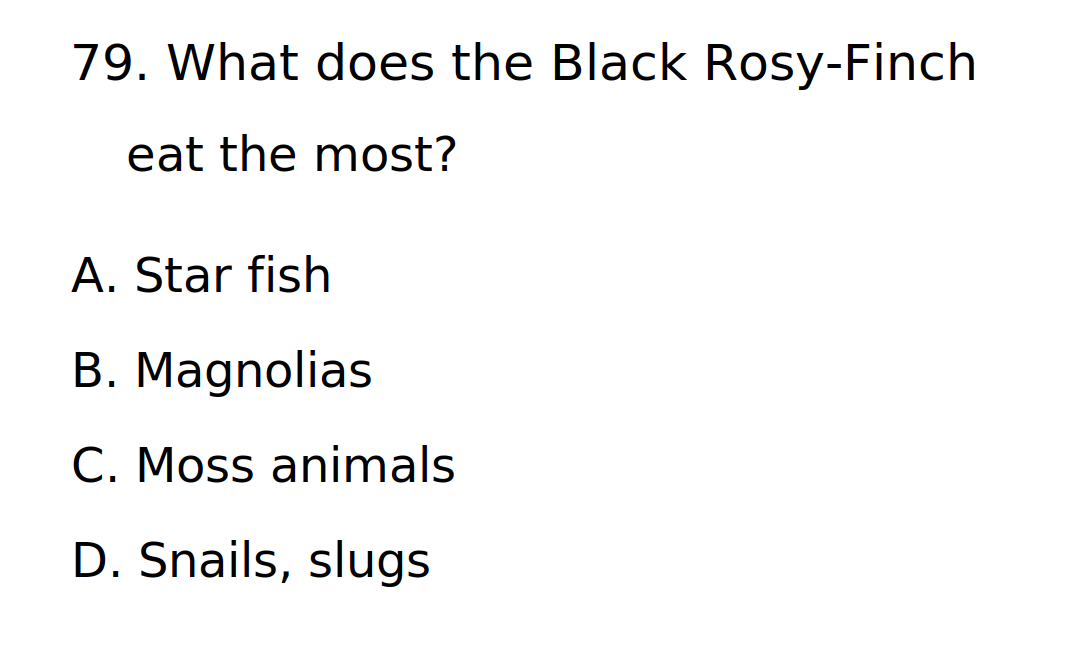 79. What does the Black Rosy-Finch
eat the most?
A. Star fish
B. Magnolias
C. Moss animals
D. Snails, slugs